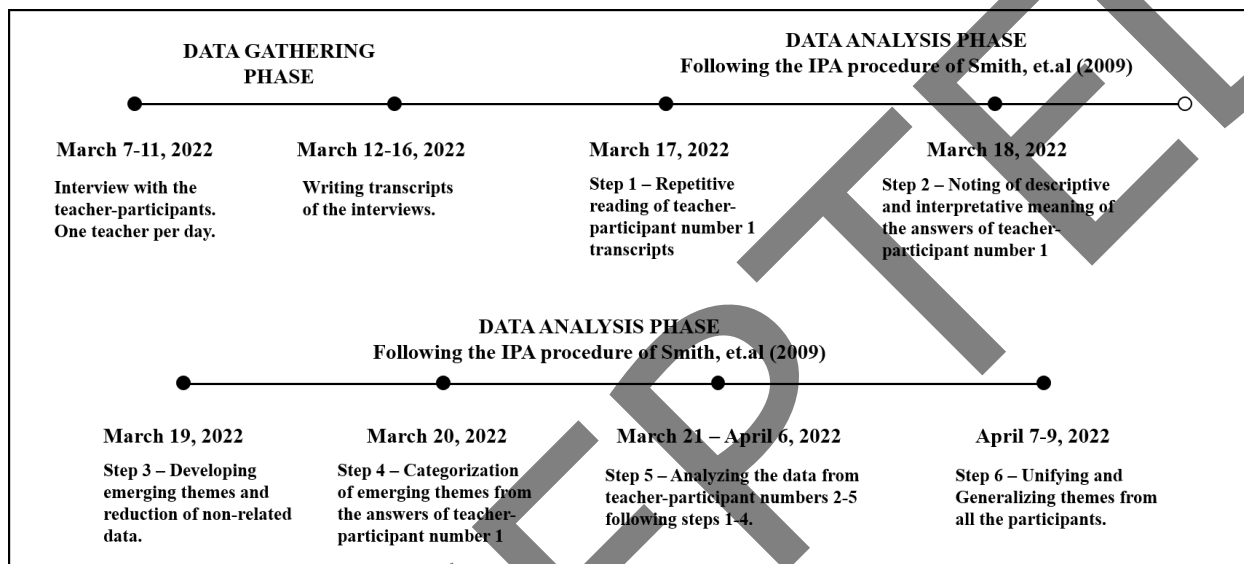 DATA GATHERING
PHASE
DATA ANALYSIS PHASE
Following the IPA procedure of Smith, et.al (2009)
March 7-11, 2022
Interview with the
teacher-participants.
One teacher per day.
March 12-16, 2022
Writing transcripts
of the interviews.
March 17, 2022
Step 1 – Repetitive
reading of teacher-
participant number 1
transcripts
March 18, 2022
Step 2 – Noting of descriptive
and interpretative meaning of
the answers of teacher-
participant number 1
DATA ANALYSIS PHASE
Following the IPA procedure of Smith, et.al (2009)
March 19, 2022
Step 3 – Developing
emerging themes and
reduction of non-related
data.
March 20, 2022
Step 4 – Categorization
of emerging themes from
the answers of teacher-
participant number 1
March 21 – April 6, 2022
Step 5 – Analyzing the data from
teacher-participant numbers 2-5
following steps 1-4.
April 7-9, 2022
Step 6 – Unifying and
Generalizing themes from
all the participants.